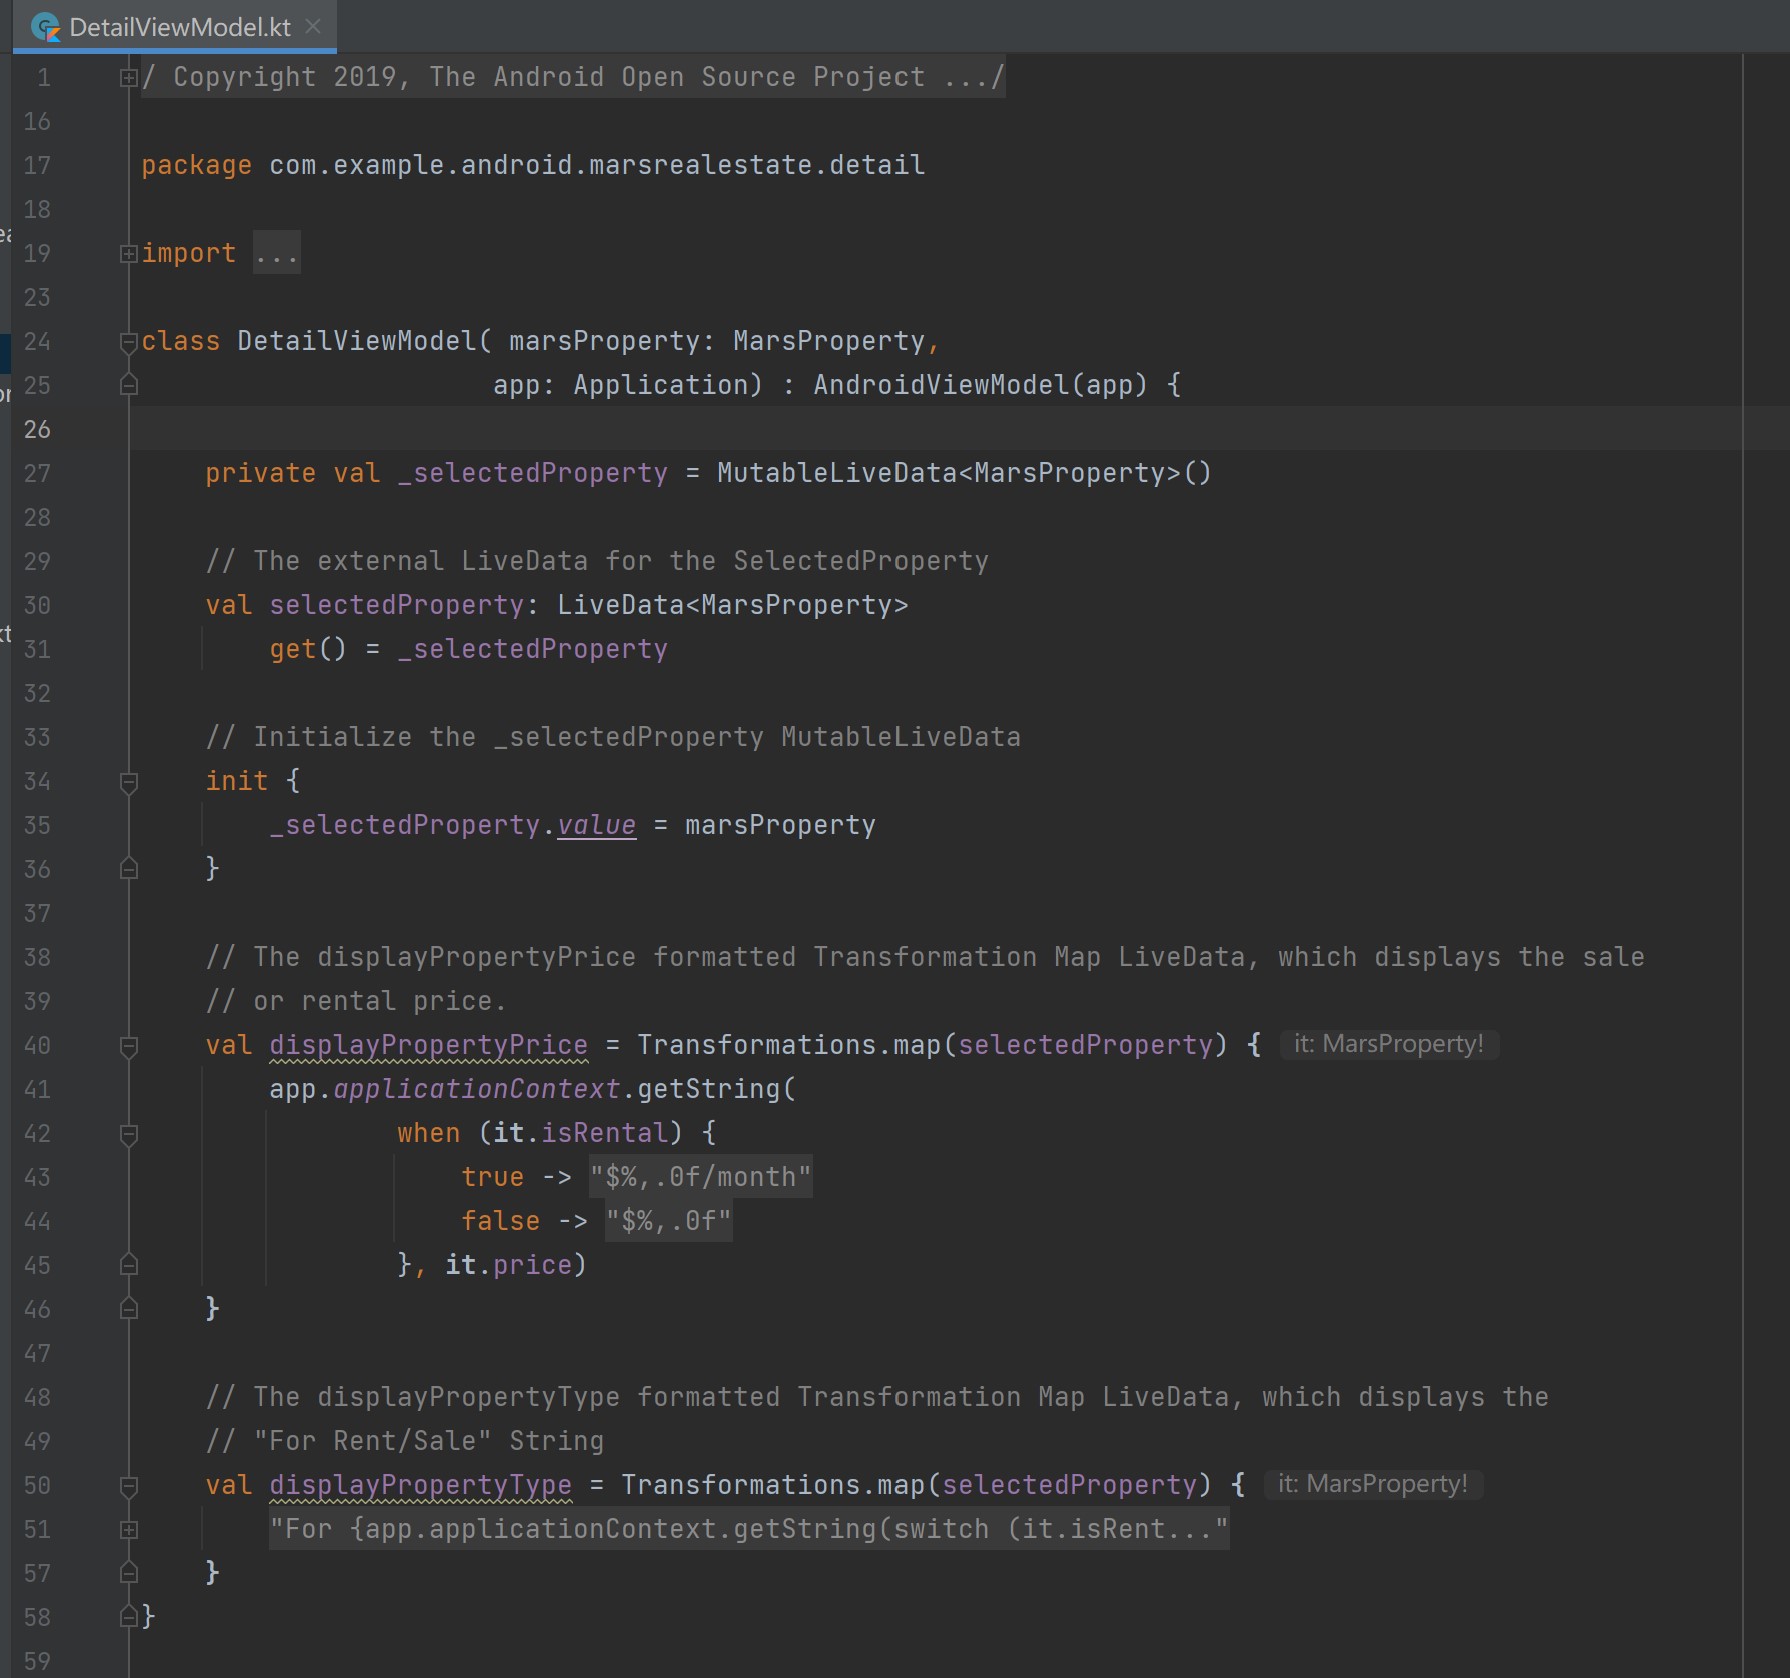 DetailViewModel.kt
1 / Copyright 2019, The Android Open Source Project .../
16
17 package com.example.android.marsrealestate.detail
18
19 import ...
23
24 class DetailViewModel( marsProperty: MarsProperty,
25 app: Application) : AndroidViewModel(app) {
26
27 private val _selectedProperty = MutableLiveData<MarsProperty>()
28
29 // The external LiveData for the SelectedProperty
30 val selectedProperty: LiveData<MarsProperty>
31 get() = _selectedProperty
32
33 // Initialize the _selectedProperty MutableLiveData
34 init {
35 _selectedProperty.value = marsProperty
36 }
37
38 // The displayPropertyPrice formatted Transformation Map LiveData, which displays the sale
39 // or rental price.
40 val displayPropertyPrice = Transformations.map(selectedProperty) { it: MarsProperty!
41 app.applicationContext.getString(
42 when (it.isRental) {
43 true -> "$%,.0f/month"
44 false -> "$%,.0f"
45 }, it.price)
46 }
47
48 // The displayPropertyType formatted Transformation Map LiveData, which displays the
49 // "For Rent/Sale" String
50 val displayPropertyType = Transformations.map(selectedProperty) { it: MarsProperty!
51 "For {app.applicationContext.getString(switch (it.isRent..."
57 }
58 }
59